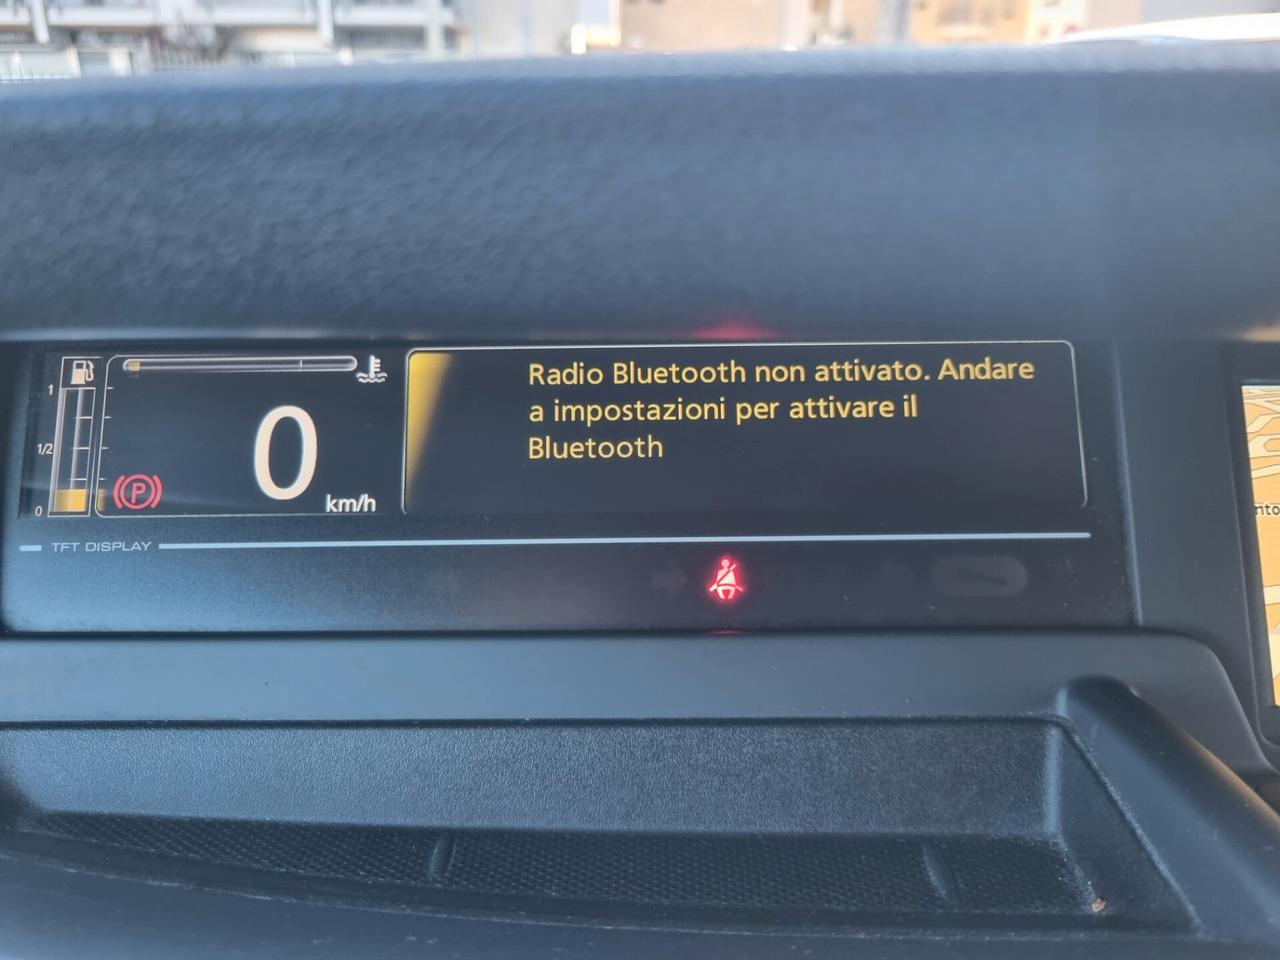 Radio Bluetooth non attivato. Andare
a impostazioni per attivare il
Bluetooth
1
1/2
0
P
0
km/h
TFT DISPLAY